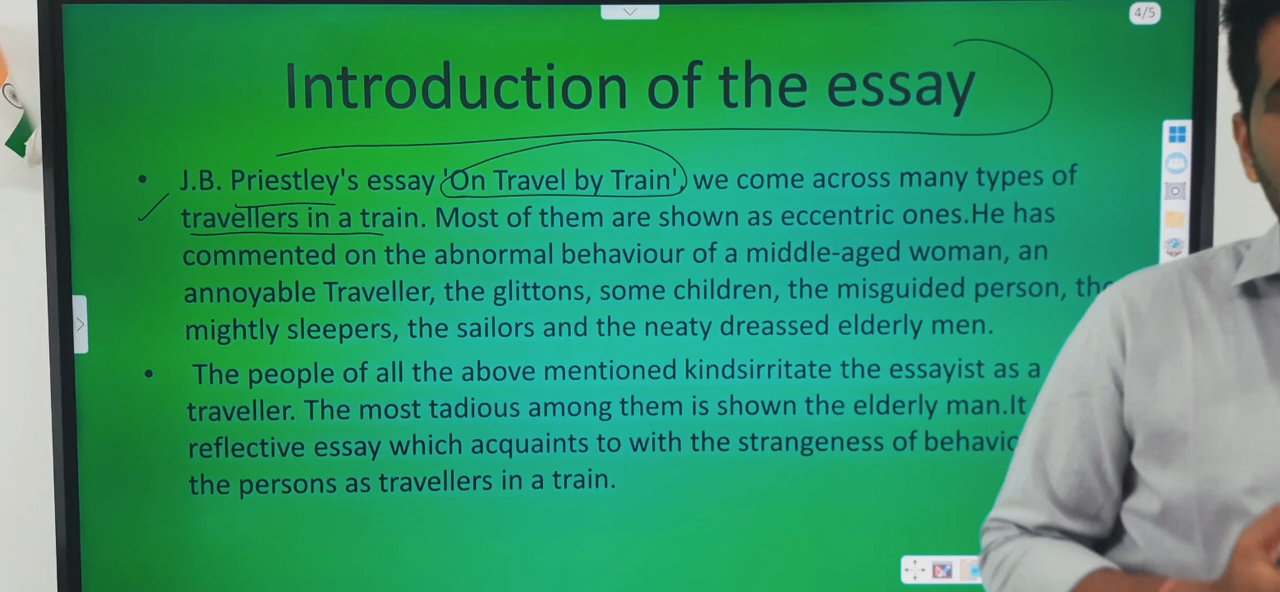 4/5
Introduction of the essay
• J.B. Priestley's essay 'On Travel by Train', we come across many types of
travellers in a train. Most of them are shown as eccentric ones.He has
commented on the abnormal behaviour of a middle-aged woman, an
annoyable Traveller, the glittons, some children, the misguided person,
mightly sleepers, the sailors and the neaty dreassed elderly men.
• The people of all the above mentioned kindsirritate the essayist as a
traveller. The most tadious among them is shown the elderly man.It
reflective essay which acquaints to with the strangeness of
the persons as travellers in a train.